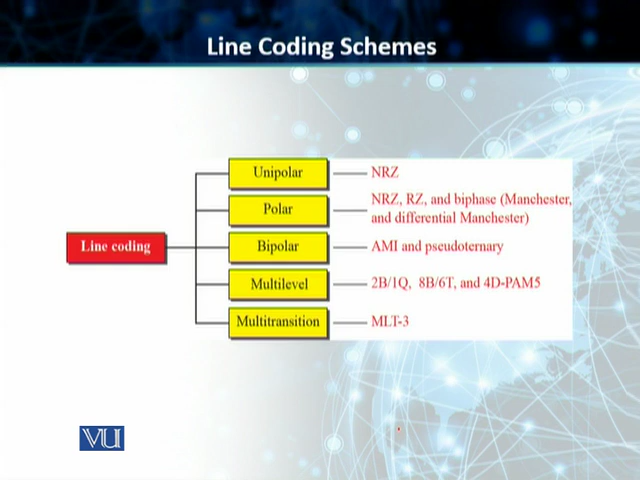 Line Coding Schemes
Unipolar NRZ
Polar NRZ, RZ, and biphase (Manchester,
and differential Manchester)
Line coding Bipolar AMI and pseudoternary
Multilevel 2B/1Q, 8B/6T, and 4D-PAM5
Multitransition MLT-3
VU